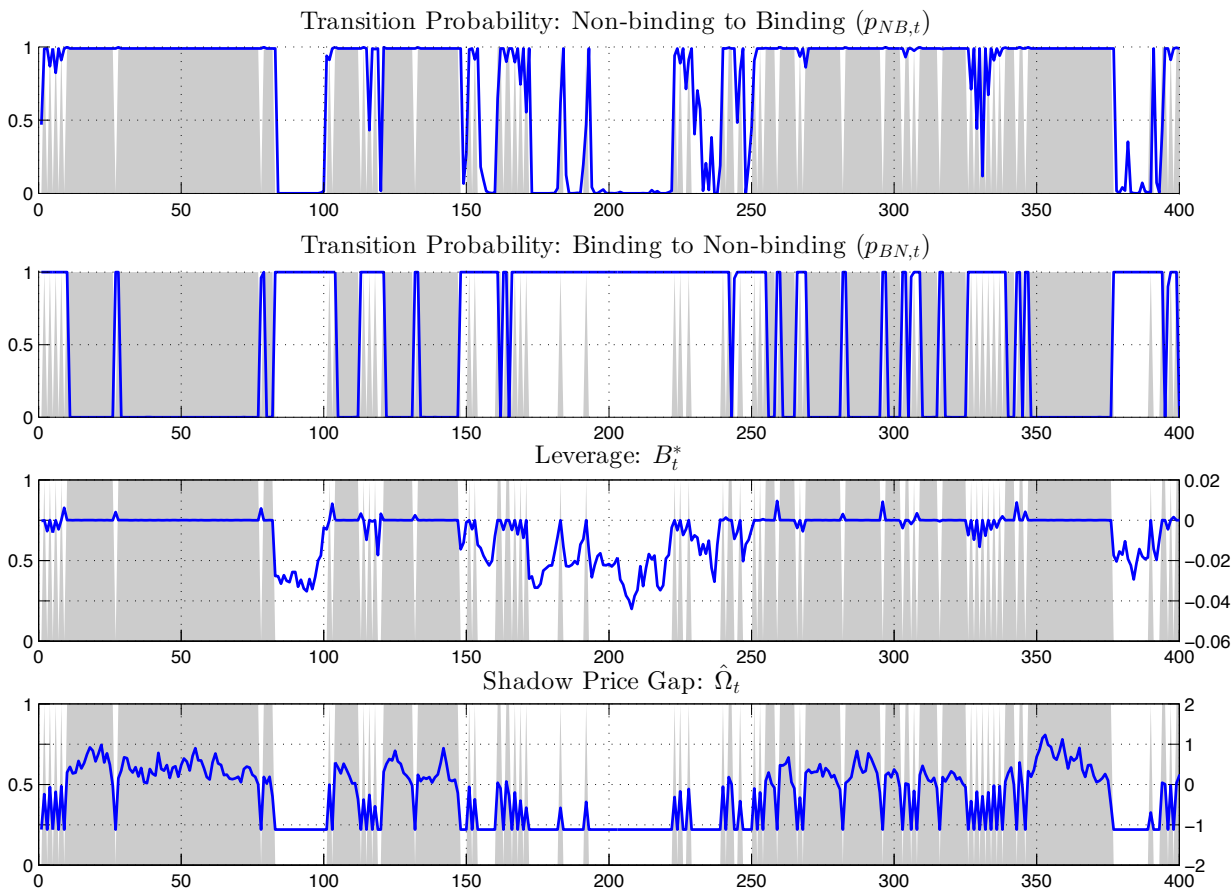 Transition Probability: Non-binding to Binding (p_{NB,t})
1
0.5
0
0 50 100 150 200 250 300 350 400
Transition Probability: Binding to Non-binding (p_{BN,t})
1
0.5
0
0 50 100 150 200 250 300 350 400
Leverage: B_t^*
1 0.02
0
0.5 −0.02
−0.04
0 −0.06
0 50 100 150 200 250 300 350 400
Shadow Price Gap: Ω̂_t
1 2
1
0.5 0
−1
0 −2
0 50 100 150 200 250 300 350 400